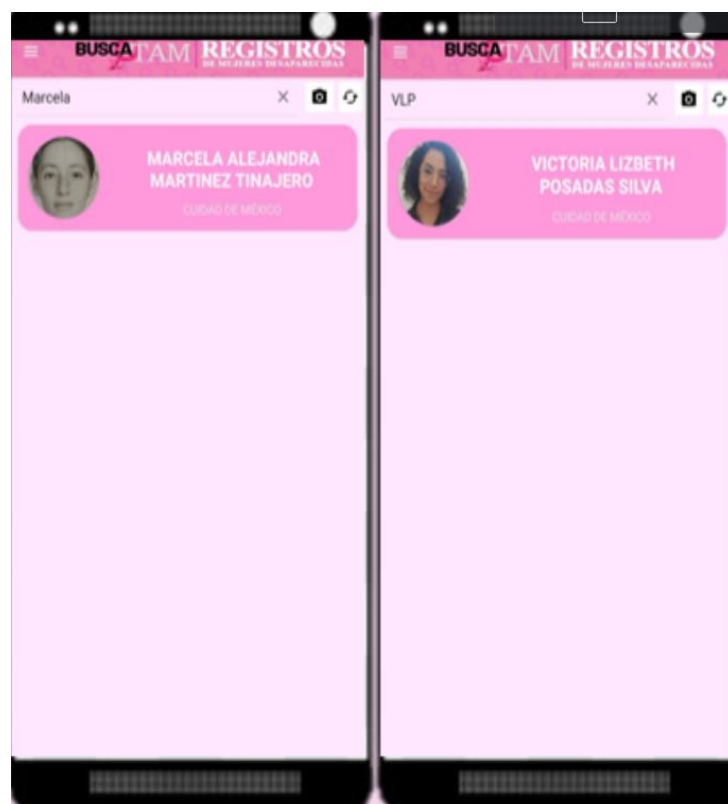 BUSCA TAM REGISTROS
DE MUJERES DESAPARECIDAS
Marcela
MARCELA ALEJANDRA
MARTINEZ TINAJERO
CUIDAD DE MÉXICO
BUSCA TAM REGISTROS
DE MUJERES DESAPARECIDAS
VLP
VICTORIA LIZBETH
POSADAS SILVA
CUIDAD DE MÉXICO